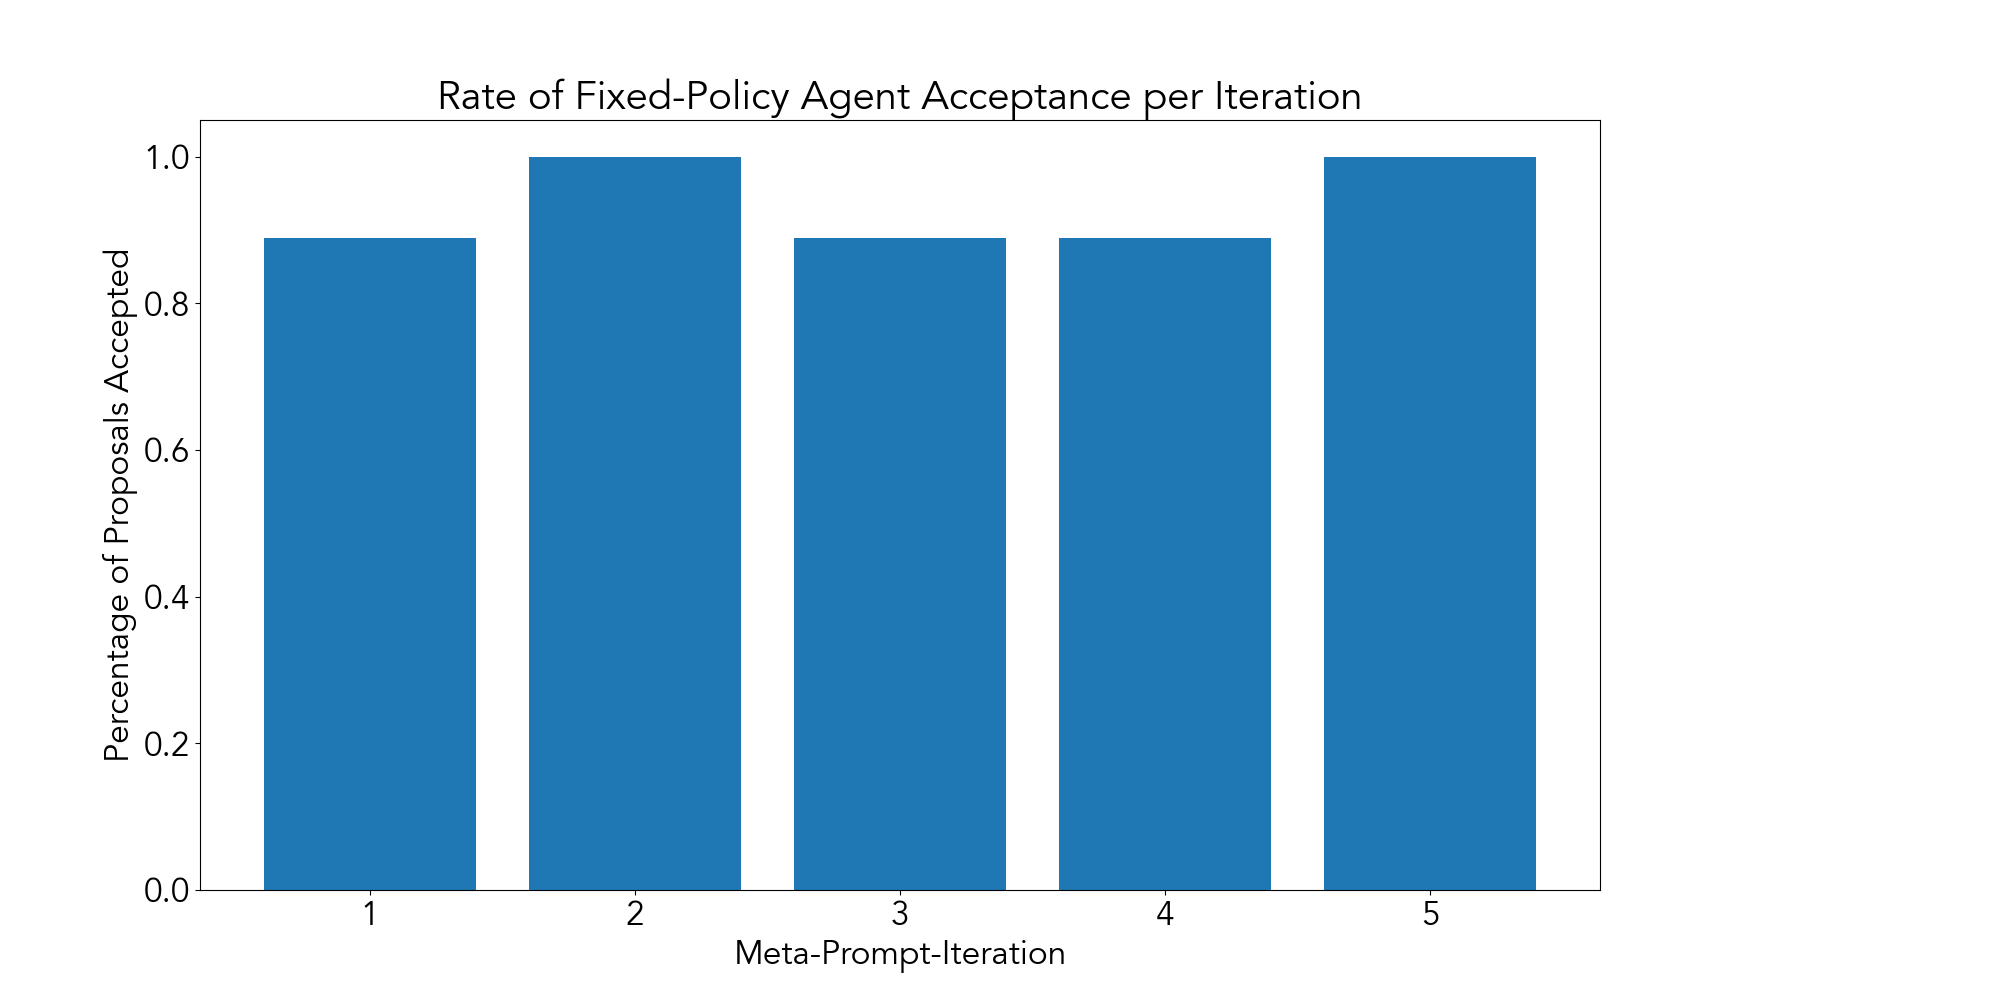 Rate of Fixed-Policy Agent Acceptance per Iteration
Percentage of Proposals Accepted
1.0
0.8
0.6
0.4
0.2
0.0
1 2 3 4 5
Meta-Prompt-Iteration